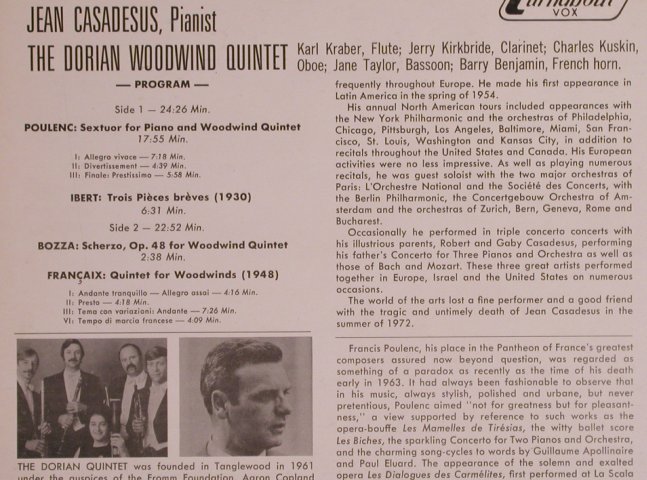 Turnabout
VOX
JEAN CASADESUS, Pianist
THE DORIAN WOODWIND QUINTET
Karl Kraber, Flute; Jerry Kirkbride, Clarinet; Charles Kuskin,
Oboe; Jane Taylor, Bassoon; Barry Benjamin, French horn.
— PROGRAM —
Side 1 — 24:26 Min.
POULENC: Sextuor for Piano and Woodwind Quintet
17:55 Min.
I: Allegro vivace — 7:18 Min.
II: Divertissement — 4:39 Min.
III: Finale: Prestissimo — 5:58 Min.
IBERT: Trois Pièces brèves (1930)
6:31 Min.
Side 2 — 22:52 Min.
BOZZA: Scherzo, Op. 48 for Woodwind Quintet
2:38 Min.
FRANÇAIX: Quintet for Woodwinds (1948)
I: Andante tranquillo — Allegro assai — 4:16 Min.
II: Presto — 4:18 Min.
III: Tema con variazioni: Andante — 7:26 Min.
VI: Tempo di marcia francese — 4:09 Min.
THE DORIAN QUINTET was founded in Tanglewood in 1961
under the auspices of the Fromm Foundation. Aaron Copland
frequently throughout Europe. He made his first appearance in
Latin America in the spring of 1954.
His annual North American tours included appearances with
the New York Philharmonic and the orchestras of Philadelphia,
Chicago, Pittsburgh, Los Angeles, Baltimore, Miami, San Fran-
cisco, St. Louis, Washington and Kansas City, in addition to
recitals throughout the United States and Canada. His European
activities were no less impressive. As well as playing numerous
recitals, he was guest soloist with the two major orchestras of
Paris: L'Orchestre National and the Société des Concerts, with
the Berlin Philharmonic, the Concertgebouw Orchestra of Am-
sterdam and the orchestras of Zurich, Bern, Geneva, Rome and
Bucharest.
Occasionally he performed in triple concerto concerts with
his illustrious parents, Robert and Gaby Casadesus, performing
his father's Concerto for Three Pianos and Orchestra as well as
those of Bach and Mozart. These three great artists performed
together in Europe, Israel and the United States on numerous
occasions.
The world of the arts lost a fine performer and a good friend
with the tragic and untimely death of Jean Casadesus in the
summer of 1972.
Francis Poulenc, his place in the Pantheon of France's greatest
composers assured now beyond question, was regarded as
something of a paradox as recently as the time of his death
early in 1963. It had always been fashionable to observe that
in his music, always stylish, polished and urbane, but never
pretentious, Poulenc aimed "not for greatness but for pleasant-
ness," a view supported by reference to such works as the
opera-bouffe Les Mamelles de Tirésias, the witty ballet score
Les Biches, the sparkling Concerto for Two Pianos and Orchestra,
and the charming song-cycles to words by Guillaume Apollinaire
and Paul Eluard. The appearance of the solemn and exalted
opera Les Dialogues des Carmélites, first performed at La Scala